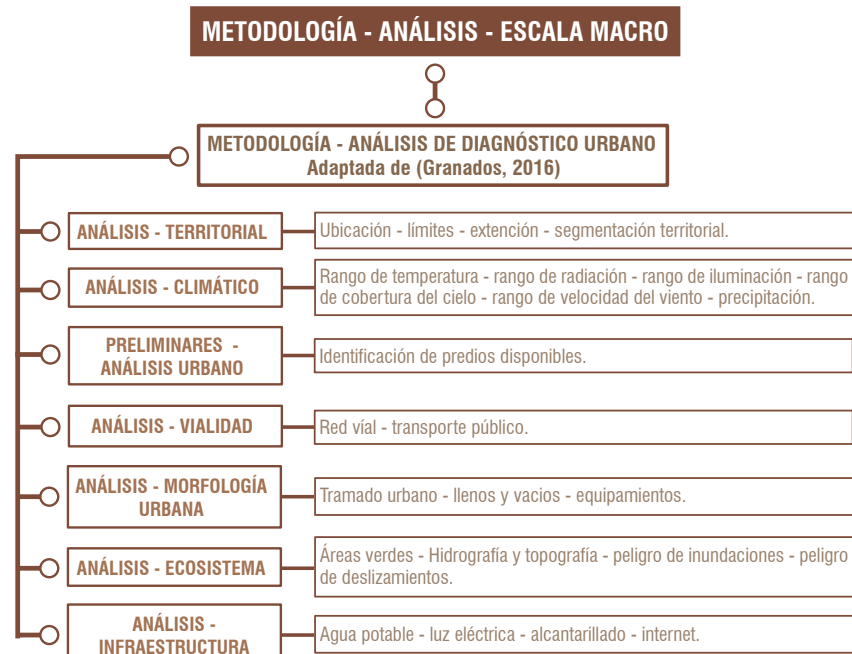 METODOLOGÍA - ANÁLISIS - ESCALA MACRO
METODOLOGÍA - ANÁLISIS DE DIAGNÓSTICO URBANO
Adaptada de (Granados, 2016)
ANÁLISIS - TERRITORIAL
Ubicación - límites - extención - segmentación territorial.
ANÁLISIS - CLIMÁTICO
Rango de temperatura - rango de radiación - rango de iluminación - rango
de cobertura del cielo - rango de velocidad del viento - precipitación.
PRELIMINARES -
ANÁLISIS URBANO
Identificación de predios disponibles.
ANÁLISIS - VIALIDAD
Red víal - transporte público.
ANÁLISIS - MORFOLOGÍA
URBANA
Tramado urbano - llenos y vacios - equipamientos.
ANÁLISIS - ECOSISTEMA
Áreas verdes - Hidrografía y topografía - peligro de inundaciones - peligro
de deslizamientos.
ANÁLISIS -
INFRAESTRUCTURA
Agua potable - luz eléctrica - alcantarillado - internet.